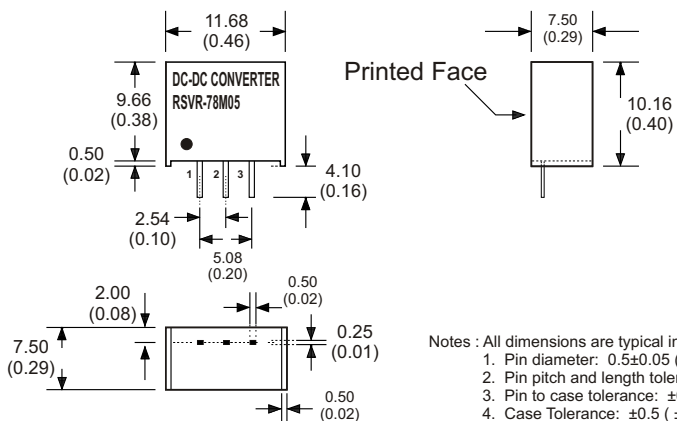 11.68
(0.46)
DC-DC CONVERTER
RSVR-78M05
9.66
(0.38)
0.50
(0.02)
1 2 3
4.10
(0.16)
2.54
(0.10)
5.08
(0.20)
Printed Face
7.50
(0.29)
10.16
(0.40)
2.00
(0.08)
0.50
(0.02)
7.50
(0.29)
0.25
(0.01)
0.50
(0.02)
Notes : All dimensions are typical in
1. Pin diameter: 0.5±0.05 (
2. Pin pitch and length toler
3. Pin to case tolerance: ±
4. Case Tolerance: ±0.5 ( ±